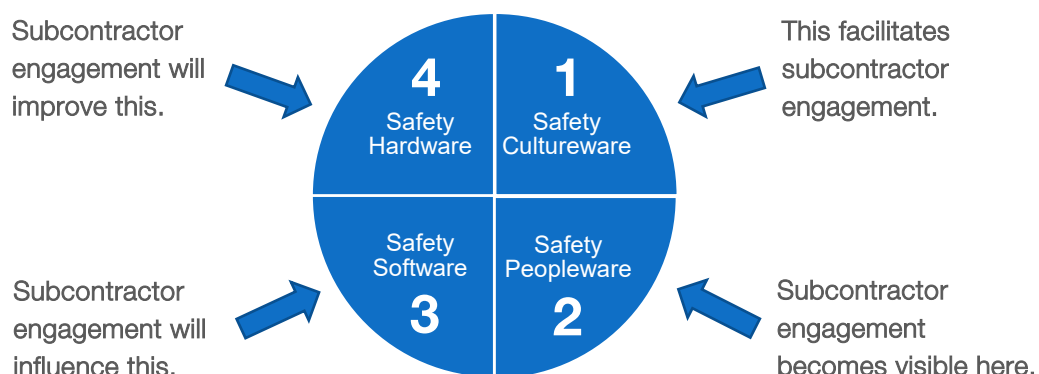 Subcontractor
engagement will
improve this.
4
Safety
Hardware
1
Safety
Cultureware
This facilitates
subcontractor
engagement.
Subcontractor
engagement will
influence this.
Safety
Software
3
Safety
Peopleware
2
Subcontractor
engagement
becomes visible here.